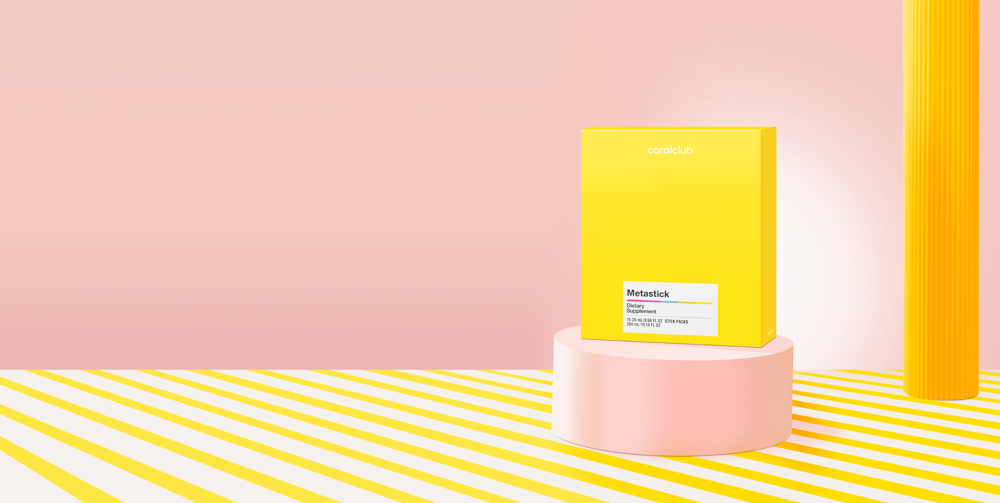 coralclub
Metastick
Dietary
Supplement
15-20 mL/0.68 FL OZ STICK PACKS
300 mL/10.14 FL OZ
coralclub